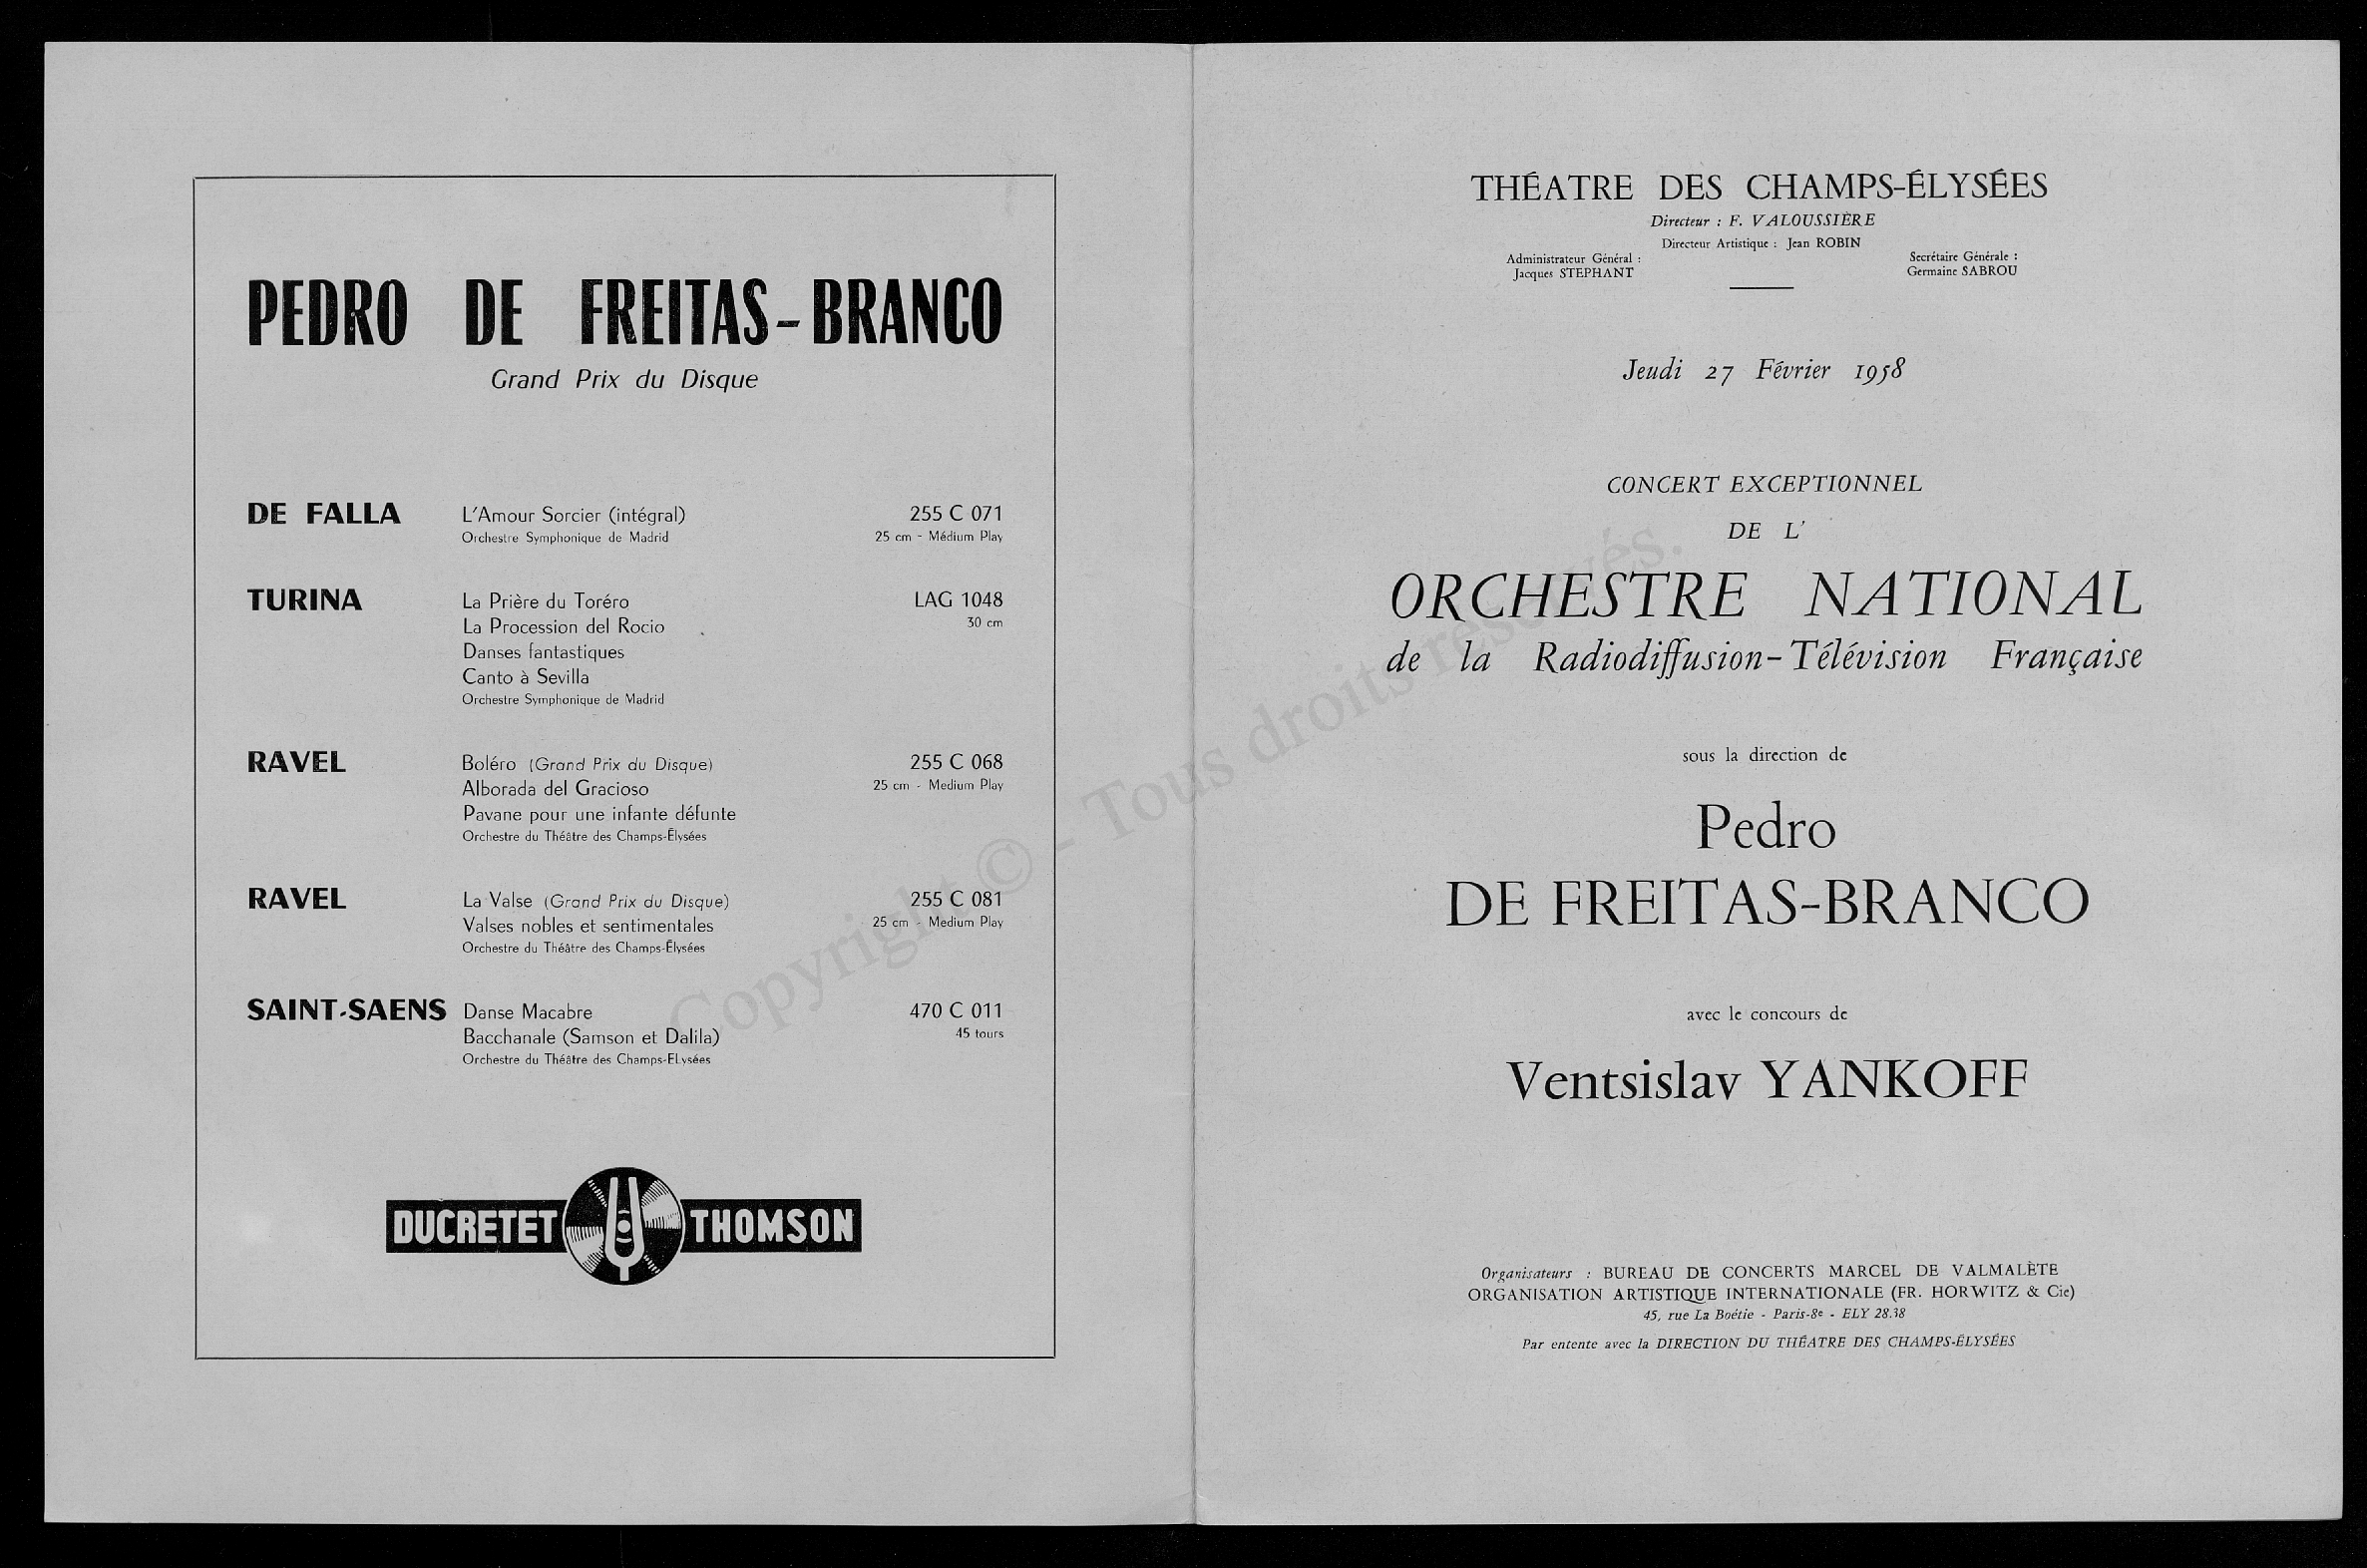 PEDRO DE FREITAS-BRANCO
Grand Prix du Disque
DE FALLA L'Amour Sorcier (intégral) 255 C 071
Orchestre Symphonique de Madrid 25 cm - Médium Play
TURINA La Prière du Toréro LAG 1048
La Procession del Rocio 30 cm
Danses fantastiques
Canto à Sevilla
Orchestre Symphonique de Madrid
RAVEL Boléro (Grand Prix du Disque) 255 C 068
Alborada del Gracioso 25 cm - Medium Play
Pavane pour une infante défunte
Orchestre du Théâtre des Champs-Élysées
RAVEL La Valse (Grand Prix du Disque) 255 C 081
Valses nobles et sentimentales 25 cm - Medium Play
Orchestre du Théâtre des Champs-Élysées
SAINT-SAENS Danse Macabre 470 C 011
Bacchanale (Samson et Dalila) 45 tours
Orchestre du Théâtre des Champs-Elysées
DUCRETET THOMSON
THÉATRE DES CHAMPS-ÉLYSÉES
Directeur : F. VALOUSSIÈRE
Directeur Artistique : Jean ROBIN
Administrateur Général : Secrétaire Générale :
Jacques STEPHANT Germaine SABROU
Jeudi 27 Février 1958
CONCERT EXCEPTIONNEL
DE L'
ORCHESTRE NATIONAL
de la Radiodiffusion-Télévision Française
sous la direction de
Pedro
DE FREITAS-BRANCO
avec le concours de
Ventsislav YANKOFF
Organisateurs : BUREAU DE CONCERTS MARCEL DE VALMALÈTE
ORGANISATION ARTISTIQUE INTERNATIONALE (FR. HORWITZ & Cie)
45, rue La Boétie - Paris-8e - ELY 28.38
Par entente avec la DIRECTION DU THÉATRE DES CHAMPS-ÉLYSÉES
Copyright © - Tous droits réservés.